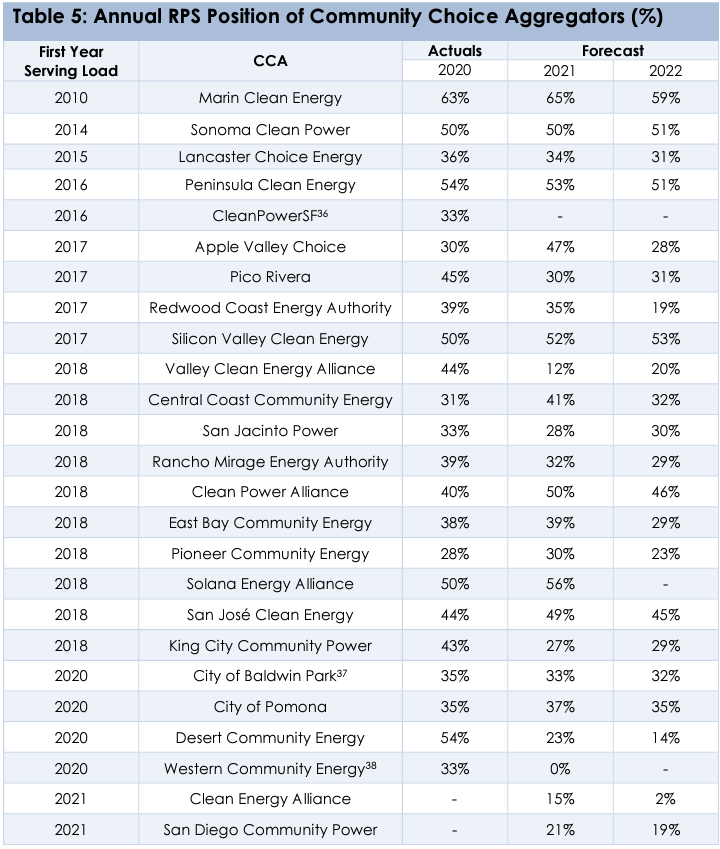 Table 5: Annual RPS Position of Community Choice Aggregators (%)
First Year Serving Load CCA Actuals 2020 Forecast 2021 2022
2010 Marin Clean Energy 63% 65% 59%
2014 Sonoma Clean Power 50% 50% 51%
2015 Lancaster Choice Energy 36% 34% 31%
2016 Peninsula Clean Energy 54% 53% 51%
2016 CleanPowerSF³⁶ 33% - -
2017 Apple Valley Choice 30% 47% 28%
2017 Pico Rivera 45% 30% 31%
2017 Redwood Coast Energy Authority 39% 35% 19%
2017 Silicon Valley Clean Energy 50% 52% 53%
2018 Valley Clean Energy Alliance 44% 12% 20%
2018 Central Coast Community Energy 31% 41% 32%
2018 San Jacinto Power 33% 28% 30%
2018 Rancho Mirage Energy Authority 39% 32% 29%
2018 Clean Power Alliance 40% 50% 46%
2018 East Bay Community Energy 38% 39% 29%
2018 Pioneer Community Energy 28% 30% 23%
2018 Solana Energy Alliance 50% 56% -
2018 San José Clean Energy 44% 49% 45%
2018 King City Community Power 43% 27% 29%
2020 City of Baldwin Park³⁷ 35% 33% 32%
2020 City of Pomona 35% 37% 35%
2020 Desert Community Energy 54% 23% 14%
2020 Western Community Energy³⁸ 33% 0% -
2021 Clean Energy Alliance - 15% 2%
2021 San Diego Community Power - 21% 19%